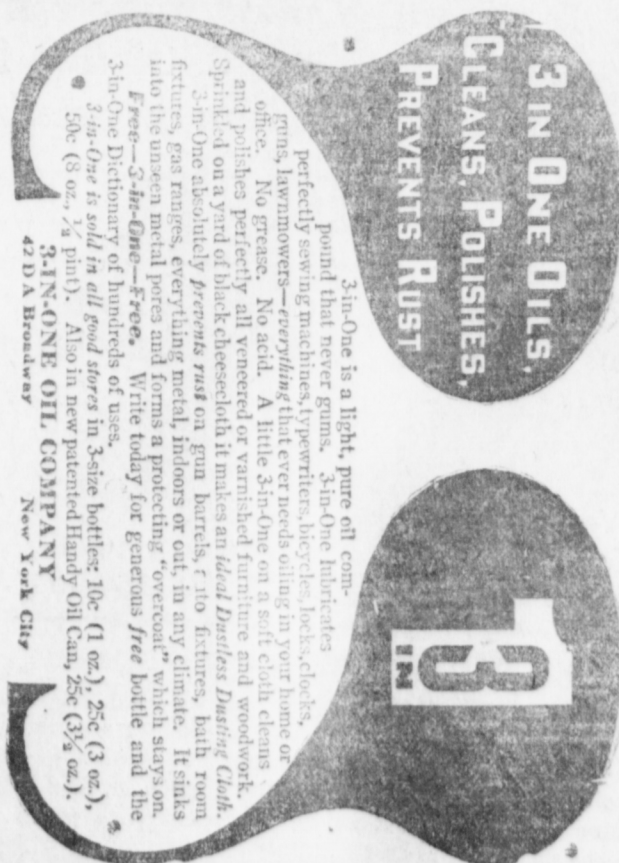 3 IN ONE OILS,
CLEANS, POLISHES,
PREVENTS RUST
3 IN 1
3-in-One is a light, pure oil com-
pound that never gums. 3-in-One lubricates
perfectly sewing machines, typewriters, bicycles, locks, clocks,
guns, lawnmowers—everything that ever needs oiling in your home or
office. No grease. No acid. A little 3-in-One on a soft cloth cleans
and polishes perfectly all veneered or varnished furniture and woodwork.
Sprinkled on a yard of black cheesecloth it makes an ideal Dustless Dusting Cloth.
3-in-One absolutely prevents rust on gun barrels, fixtures, bath room
fixtures, gas ranges, everything metal, indoors or out, in any climate. It sinks
into the unseen metal pores and forms a protecting "overcoat" which stays on.
Free—3-in-One—Free. Write today for generous free bottle and the
3-in-One Dictionary of hundreds of uses.
3-in-One is sold in all good stores in 3-size bottles: 10c (1 oz.), 25c (3 oz.),
50c (8 oz., ½ pint). Also in new patented Handy Oil Can, 25c (3½ oz.).
3-IN-ONE OIL COMPANY
42 D A Broadway New York City